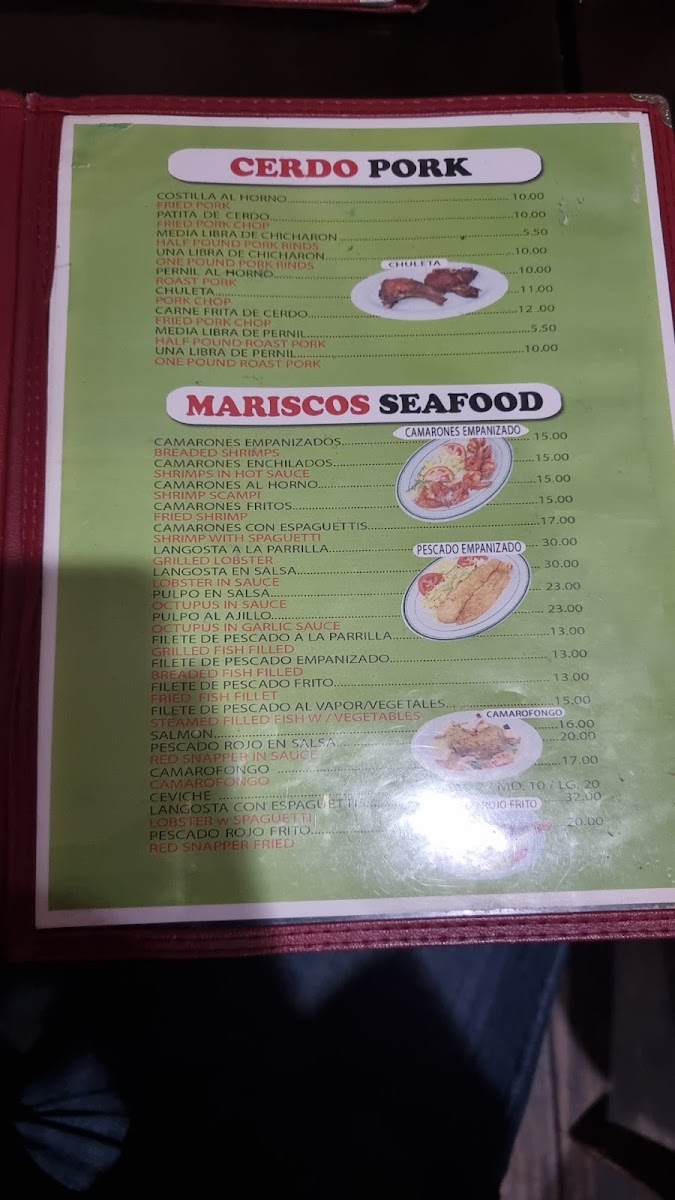 CERDO PORK
COSTILLA AL HORNO 10.00
FRIED PORK
PATITA DE CERDO 10.00
FRIED PORK CHOP
MEDIA LIBRA DE CHICHARON 5.50
HALF POUND PORK RINDS
UNA LIBRA DE CHICHARON 10.00
ONE POUND PORK RINDS
PERNIL AL HORNO 10.00
ROAST PORK
CHULETA
CHULETA 11.00
PORK CHOP
CARNE FRITA DE CERDO 12 .00
FRIED PORK CHOP
MEDIA LIBRA DE PERNIL 5.50
HALF POUND ROAST PORK
UNA LIBRA DE PERNIL 10.00
ONE POUND ROAST PORK
MARISCOS SEAFOOD
CAMARONES EMPANIZADO
CAMARONES EMPANIZADOS 15.00
BREADED SHRIMPS
CAMARONES ENCHILADOS 15.00
SHRIMPS IN HOT SAUCE
CAMARONES AL HORNO 15.00
SHRIMP SCAMPI
CAMARONES FRITOS 15.00
FRIED SHRIMP
CAMARONES CON ESPAGUETTIS 17.00
SHRIMP WITH SPAGUETTI
LANGOSTA A LA PARRILLA 30.00
PESCADO EMPANIZADO
GRILLED LOBSTER
LANGOSTA EN SALSA 30.00
LOBSTER IN SAUCE
PULPO EN SALSA 23.00
OCTUPUS IN SAUCE
PULPO AL AJILLO 23.00
OCTUPUS IN GARLIC SAUCE
FILETE DE PESCADO A LA PARRILLA 13.00
GRILLED FISH FILLED
FILETE DE PESCADO EMPANIZADO 13.00
BREADED FISH FILLED
FILETE DE PESCADO FRITO 13.00
FRIED FISH FILLET
FILETE DE PESCADO AL VAPOR/VEGETALES 15.00
STEAMED FILLED FISH W / VEGETABLES
CAMAROFONGO
SALMON 16.00
PESCADO ROJO EN SALSA 20.00
RED SNAPPER IN SAUCE
CAMAROFONGO 17.00
CAMAROFONGO
CEVICHE MD. 10 / LG. 20
LANGOSTA CON ESPAGUETTIS 32.00
LOBSTER w SPAGUETTI
ROJO FRITO
PESCADO ROJO FRITO 20.00
RED SNAPPER FRIED